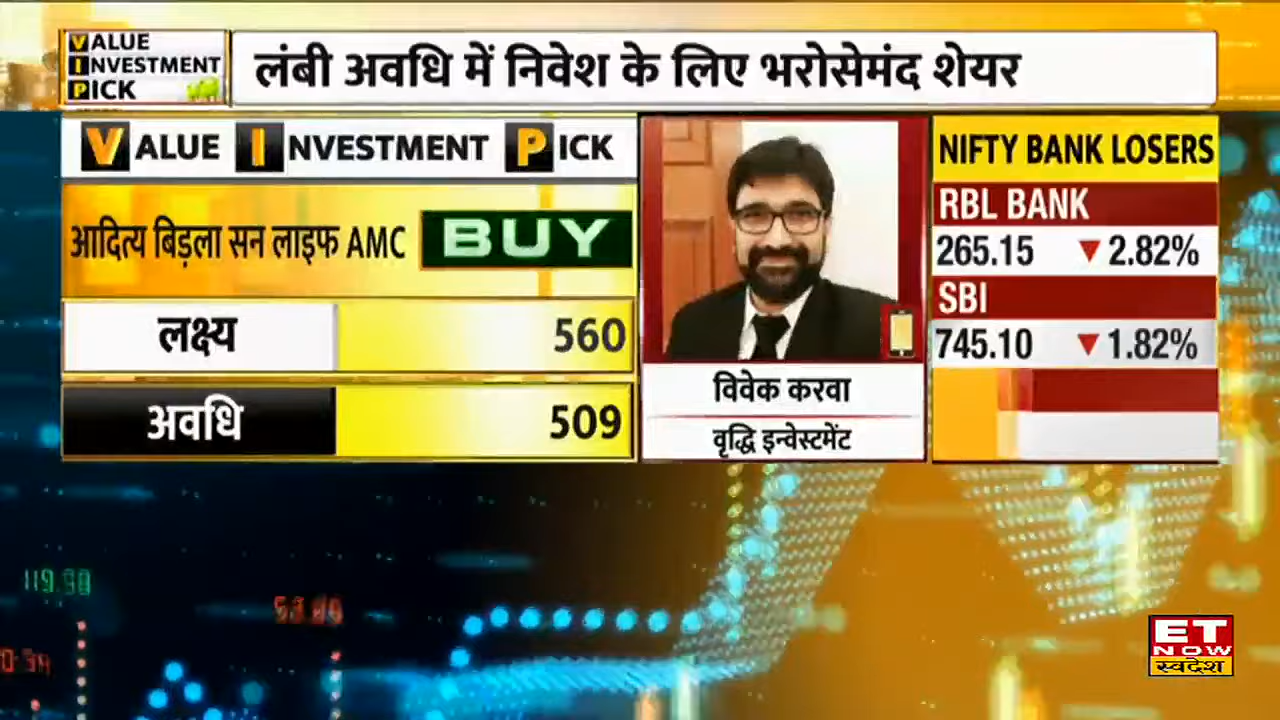 VALUE
INVESTMENT
PICK
लंबी अवधि में निवेश के लिए भरोसेमंद शेयर
VALUE INVESTMENT PICK
आदित्य बिड़ला सन लाइफ AMC BUY
लक्ष्य 560
अवधि 509
विवेक करवा
वृद्धि इन्वेस्टमेंट
NIFTY BANK LOSERS
RBL BANK
265.15 ▼2.82%
SBI
745.10 ▼1.82%
ET
NOW
स्वदेश